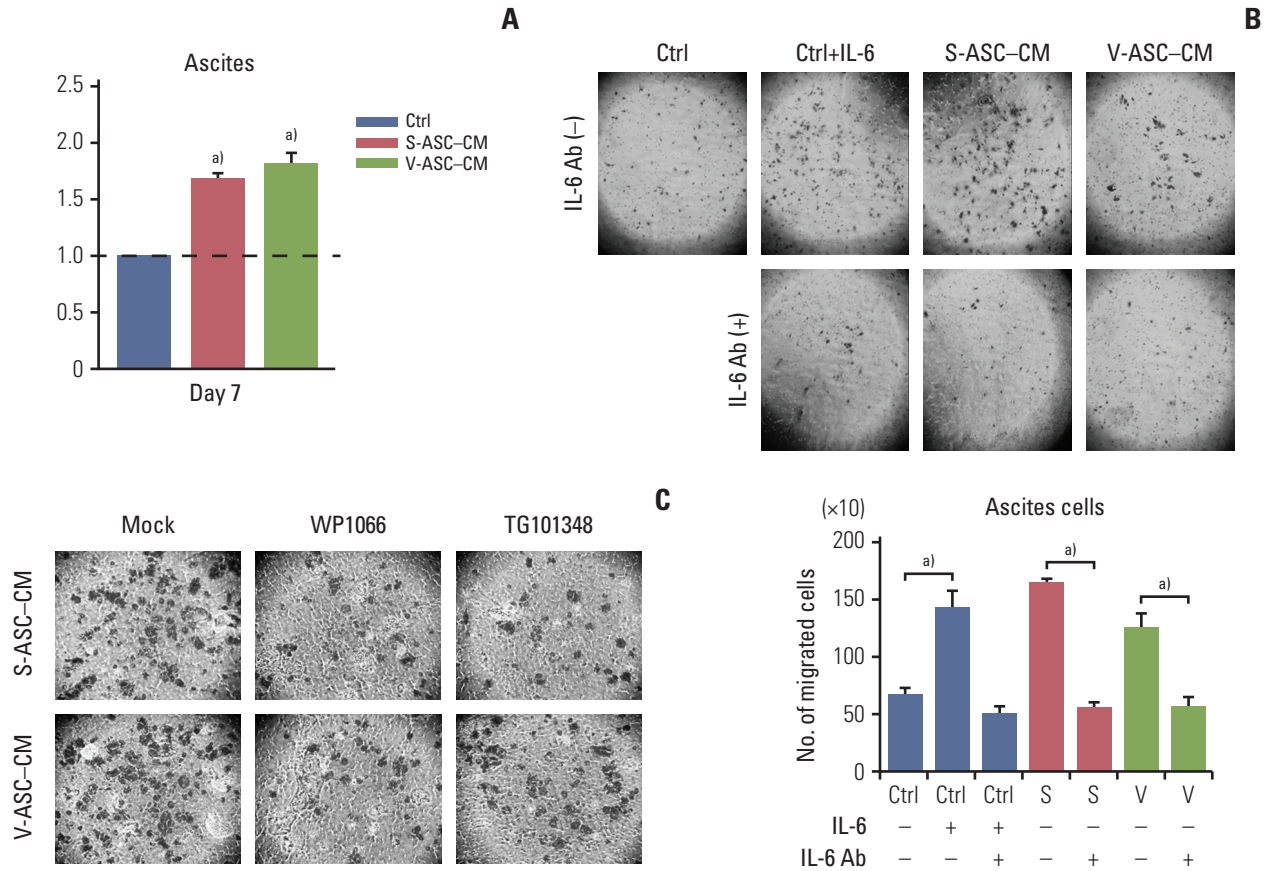 A
Ascites
2.5
2.0
1.5
1.0
0.5
0
a)
a)
Day 7
Ctrl
S-ASC–CM
V-ASC–CM
B
Ctrl
Ctrl+IL-6
S-ASC–CM
V-ASC–CM
IL-6 Ab (–)
IL-6 Ab (+)
C
Mock
WP1066
TG101348
S-ASC–CM
V-ASC–CM
(×10)
Ascites cells
No. of migrated cells
200
150
100
50
0
a)
a)
a)
Ctrl Ctrl Ctrl S S V V
IL-6 – + + – – – –
IL-6 Ab – – + – + – +